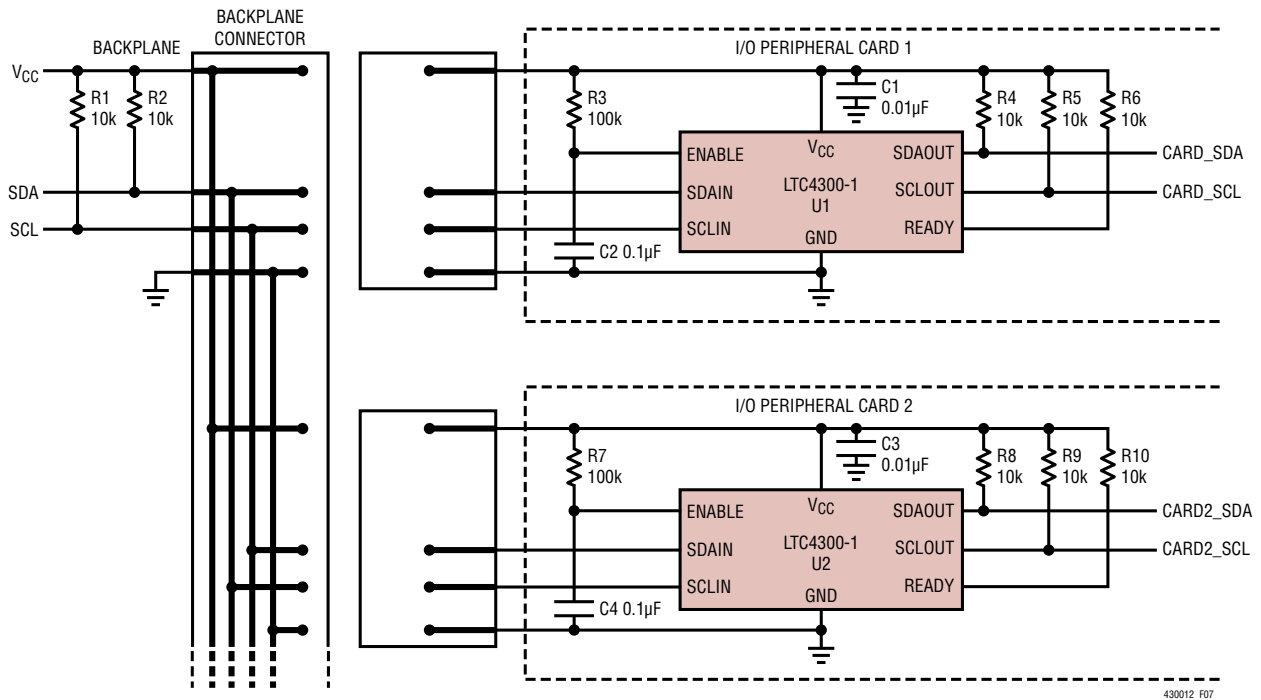 BACKPLANE
BACKPLANE
CONNECTOR
VCC
R1
10k
R2
10k
SDA
SCL
I/O PERIPHERAL CARD 1
R3
100k
C1
0.01µF
R4
10k
R5
10k
R6
10k
ENABLE
VCC
SDAOUT
CARD_SDA
SDAIN
LTC4300-1
U1
SCLOUT
CARD_SCL
SCLIN
GND
READY
C2 0.1µF
I/O PERIPHERAL CARD 2
R7
100k
C3
0.01µF
R8
10k
R9
10k
R10
10k
ENABLE
VCC
SDAOUT
CARD2_SDA
SDAIN
LTC4300-1
U2
SCLOUT
CARD2_SCL
SCLIN
GND
READY
C4 0.1µF
430012 F07